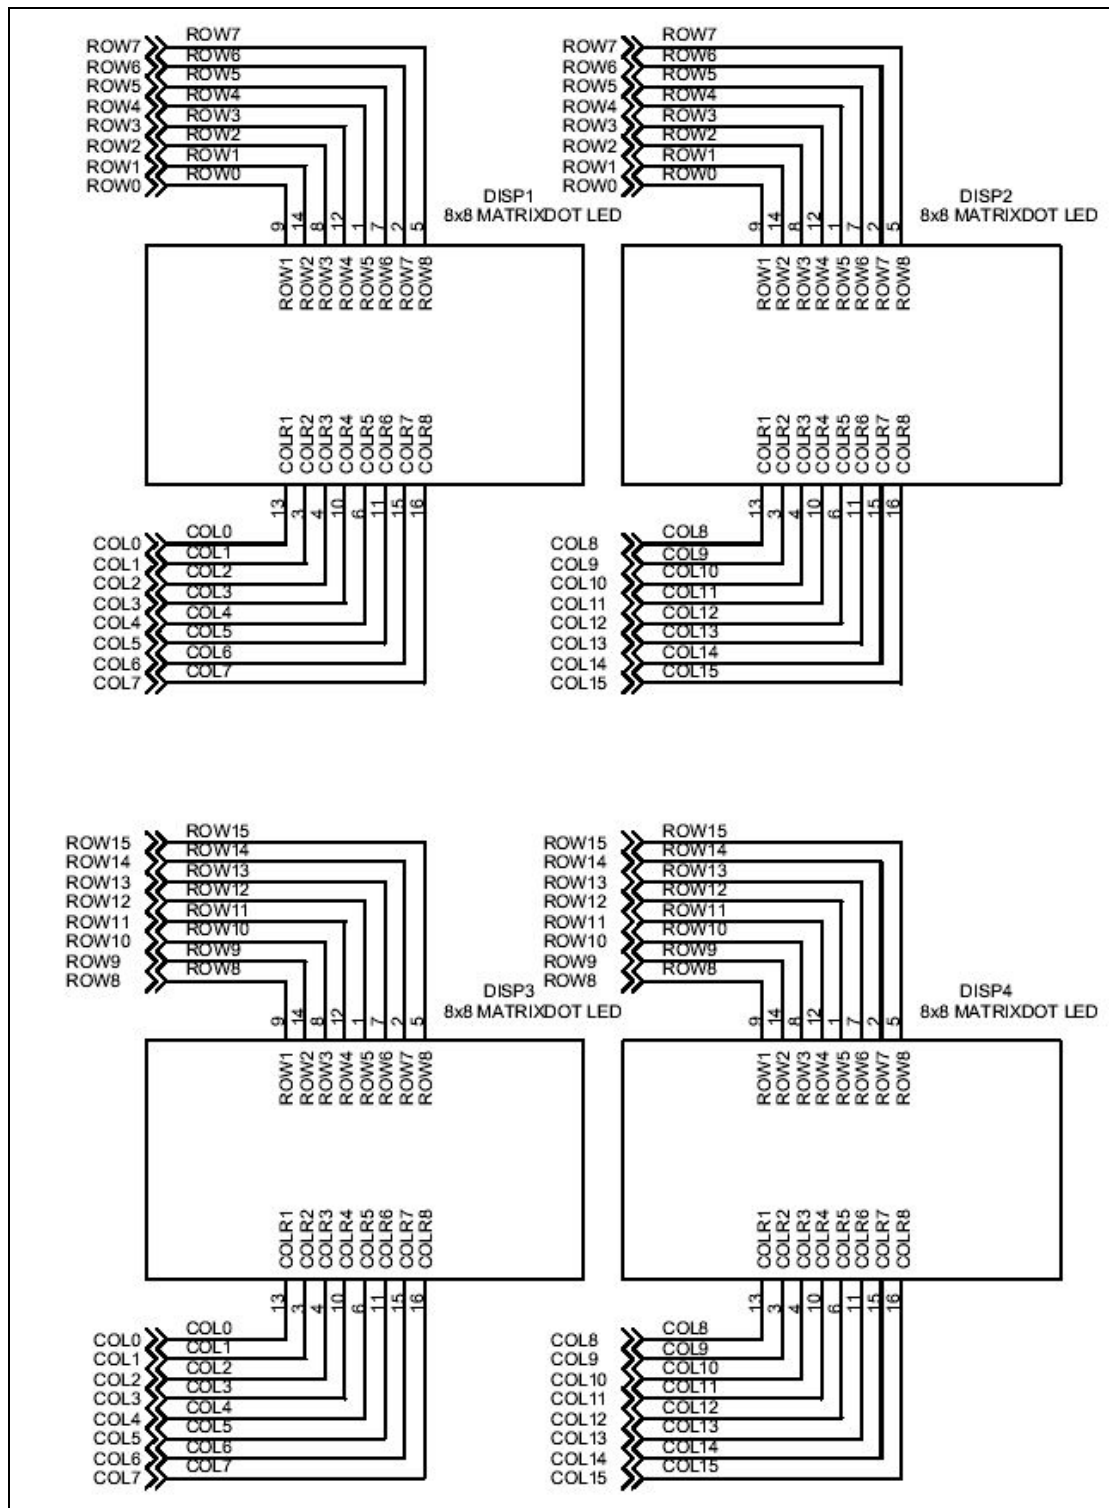 ROW7 ROW7 ROW7 ROW7
ROW6 ROW6 ROW6 ROW6
ROW5 ROW5 ROW5 ROW5
ROW4 ROW4 ROW4 ROW4
ROW3 ROW3 ROW3 ROW3
ROW2 ROW2 ROW2 ROW2
ROW1 ROW1 ROW1 ROW1
ROW0 ROW0 ROW0 ROW0
DISP1 DISP2
8x8 MATRIXDOT LED 8x8 MATRIXDOT LED
9 14 8 12 1 7 2 5 9 14 8 12 1 7 2 5
ROW1 ROW2 ROW3 ROW4 ROW5 ROW6 ROW7 ROW8 ROW1 ROW2 ROW3 ROW4 ROW5 ROW6 ROW7 ROW8
COLR1 COLR2 COLR3 COLR4 COLR5 COLR6 COLR7 COLR8 COLR1 COLR2 COLR3 COLR4 COLR5 COLR6 COLR7 COLR8
13 3 4 10 6 11 15 16 13 3 4 10 6 11 15 16
COL0 COL0 COL8 COL8
COL1 COL1 COL9 COL9
COL2 COL2 COL10 COL10
COL3 COL3 COL11 COL11
COL4 COL4 COL12 COL12
COL5 COL5 COL13 COL13
COL6 COL6 COL14 COL14
COL7 COL7 COL15 COL15
ROW15 ROW15 ROW15 ROW15
ROW14 ROW14 ROW14 ROW14
ROW13 ROW13 ROW13 ROW13
ROW12 ROW12 ROW12 ROW12
ROW11 ROW11 ROW11 ROW11
ROW10 ROW10 ROW10 ROW10
ROW9 ROW9 ROW9 ROW9
ROW8 ROW8 ROW8 ROW8
DISP3 DISP4
8x8 MATRIXDOT LED 8x8 MATRIXDOT LED
9 14 8 12 1 7 2 5 9 14 8 12 1 7 2 5
ROW1 ROW2 ROW3 ROW4 ROW5 ROW6 ROW7 ROW8 ROW1 ROW2 ROW3 ROW4 ROW5 ROW6 ROW7 ROW8
COLR1 COLR2 COLR3 COLR4 COLR5 COLR6 COLR7 COLR8 COLR1 COLR2 COLR3 COLR4 COLR5 COLR6 COLR7 COLR8
13 3 4 10 6 11 15 16 13 3 4 10 6 11 15 16
COL0 COL0 COL8 COL8
COL1 COL1 COL9 COL9
COL2 COL2 COL10 COL10
COL3 COL3 COL11 COL11
COL4 COL4 COL12 COL12
COL5 COL5 COL13 COL13
COL6 COL6 COL14 COL14
COL7 COL7 COL15 COL15